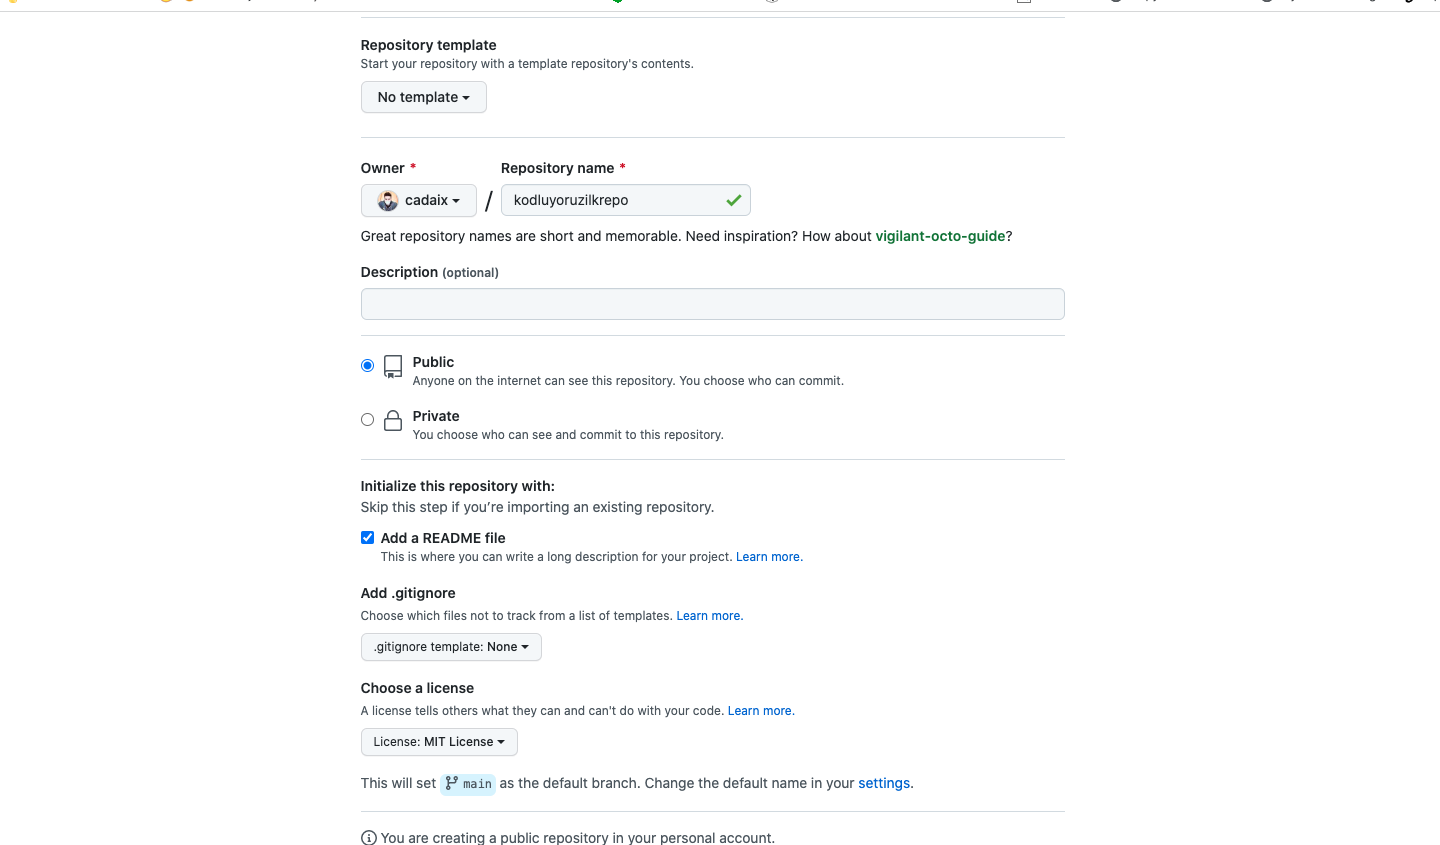 Repository template
Start your repository with a template repository's contents.
No template
Owner * Repository name *
cadaix / kodluyoruzilkrepo
Great repository names are short and memorable. Need inspiration? How about vigilant-octo-guide?
Description (optional)
Public
Anyone on the internet can see this repository. You choose who can commit.
Private
You choose who can see and commit to this repository.
Initialize this repository with:
Skip this step if you’re importing an existing repository.
Add a README file
This is where you can write a long description for your project. Learn more.
Add .gitignore
Choose which files not to track from a list of templates. Learn more.
.gitignore template: None
Choose a license
A license tells others what they can and can't do with your code. Learn more.
License: MIT License
This will set main as the default branch. Change the default name in your settings.
You are creating a public repository in your personal account.